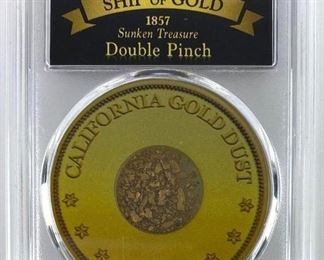 SHIP OF GOLD
1857
Sunken Treasure
Double Pinch
CALIFORNIA GOLD DUST